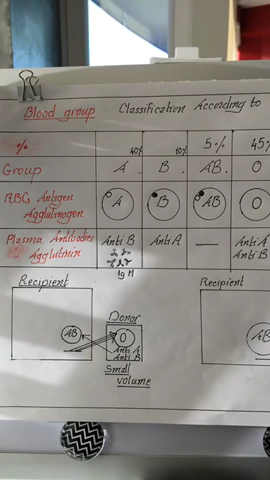 Blood group Classification According to
% 40% 10% 5% 45%
Group A. B. AB. O
RBCs Antigen A B AB O
Agglutinogen
Plasma Antibodies Anti B Anti A — Anti A
Agglutinin Anti B
Ig M
Recipient Recipient
Donor
AB O AB
Anti A
Anti B
Small
volume